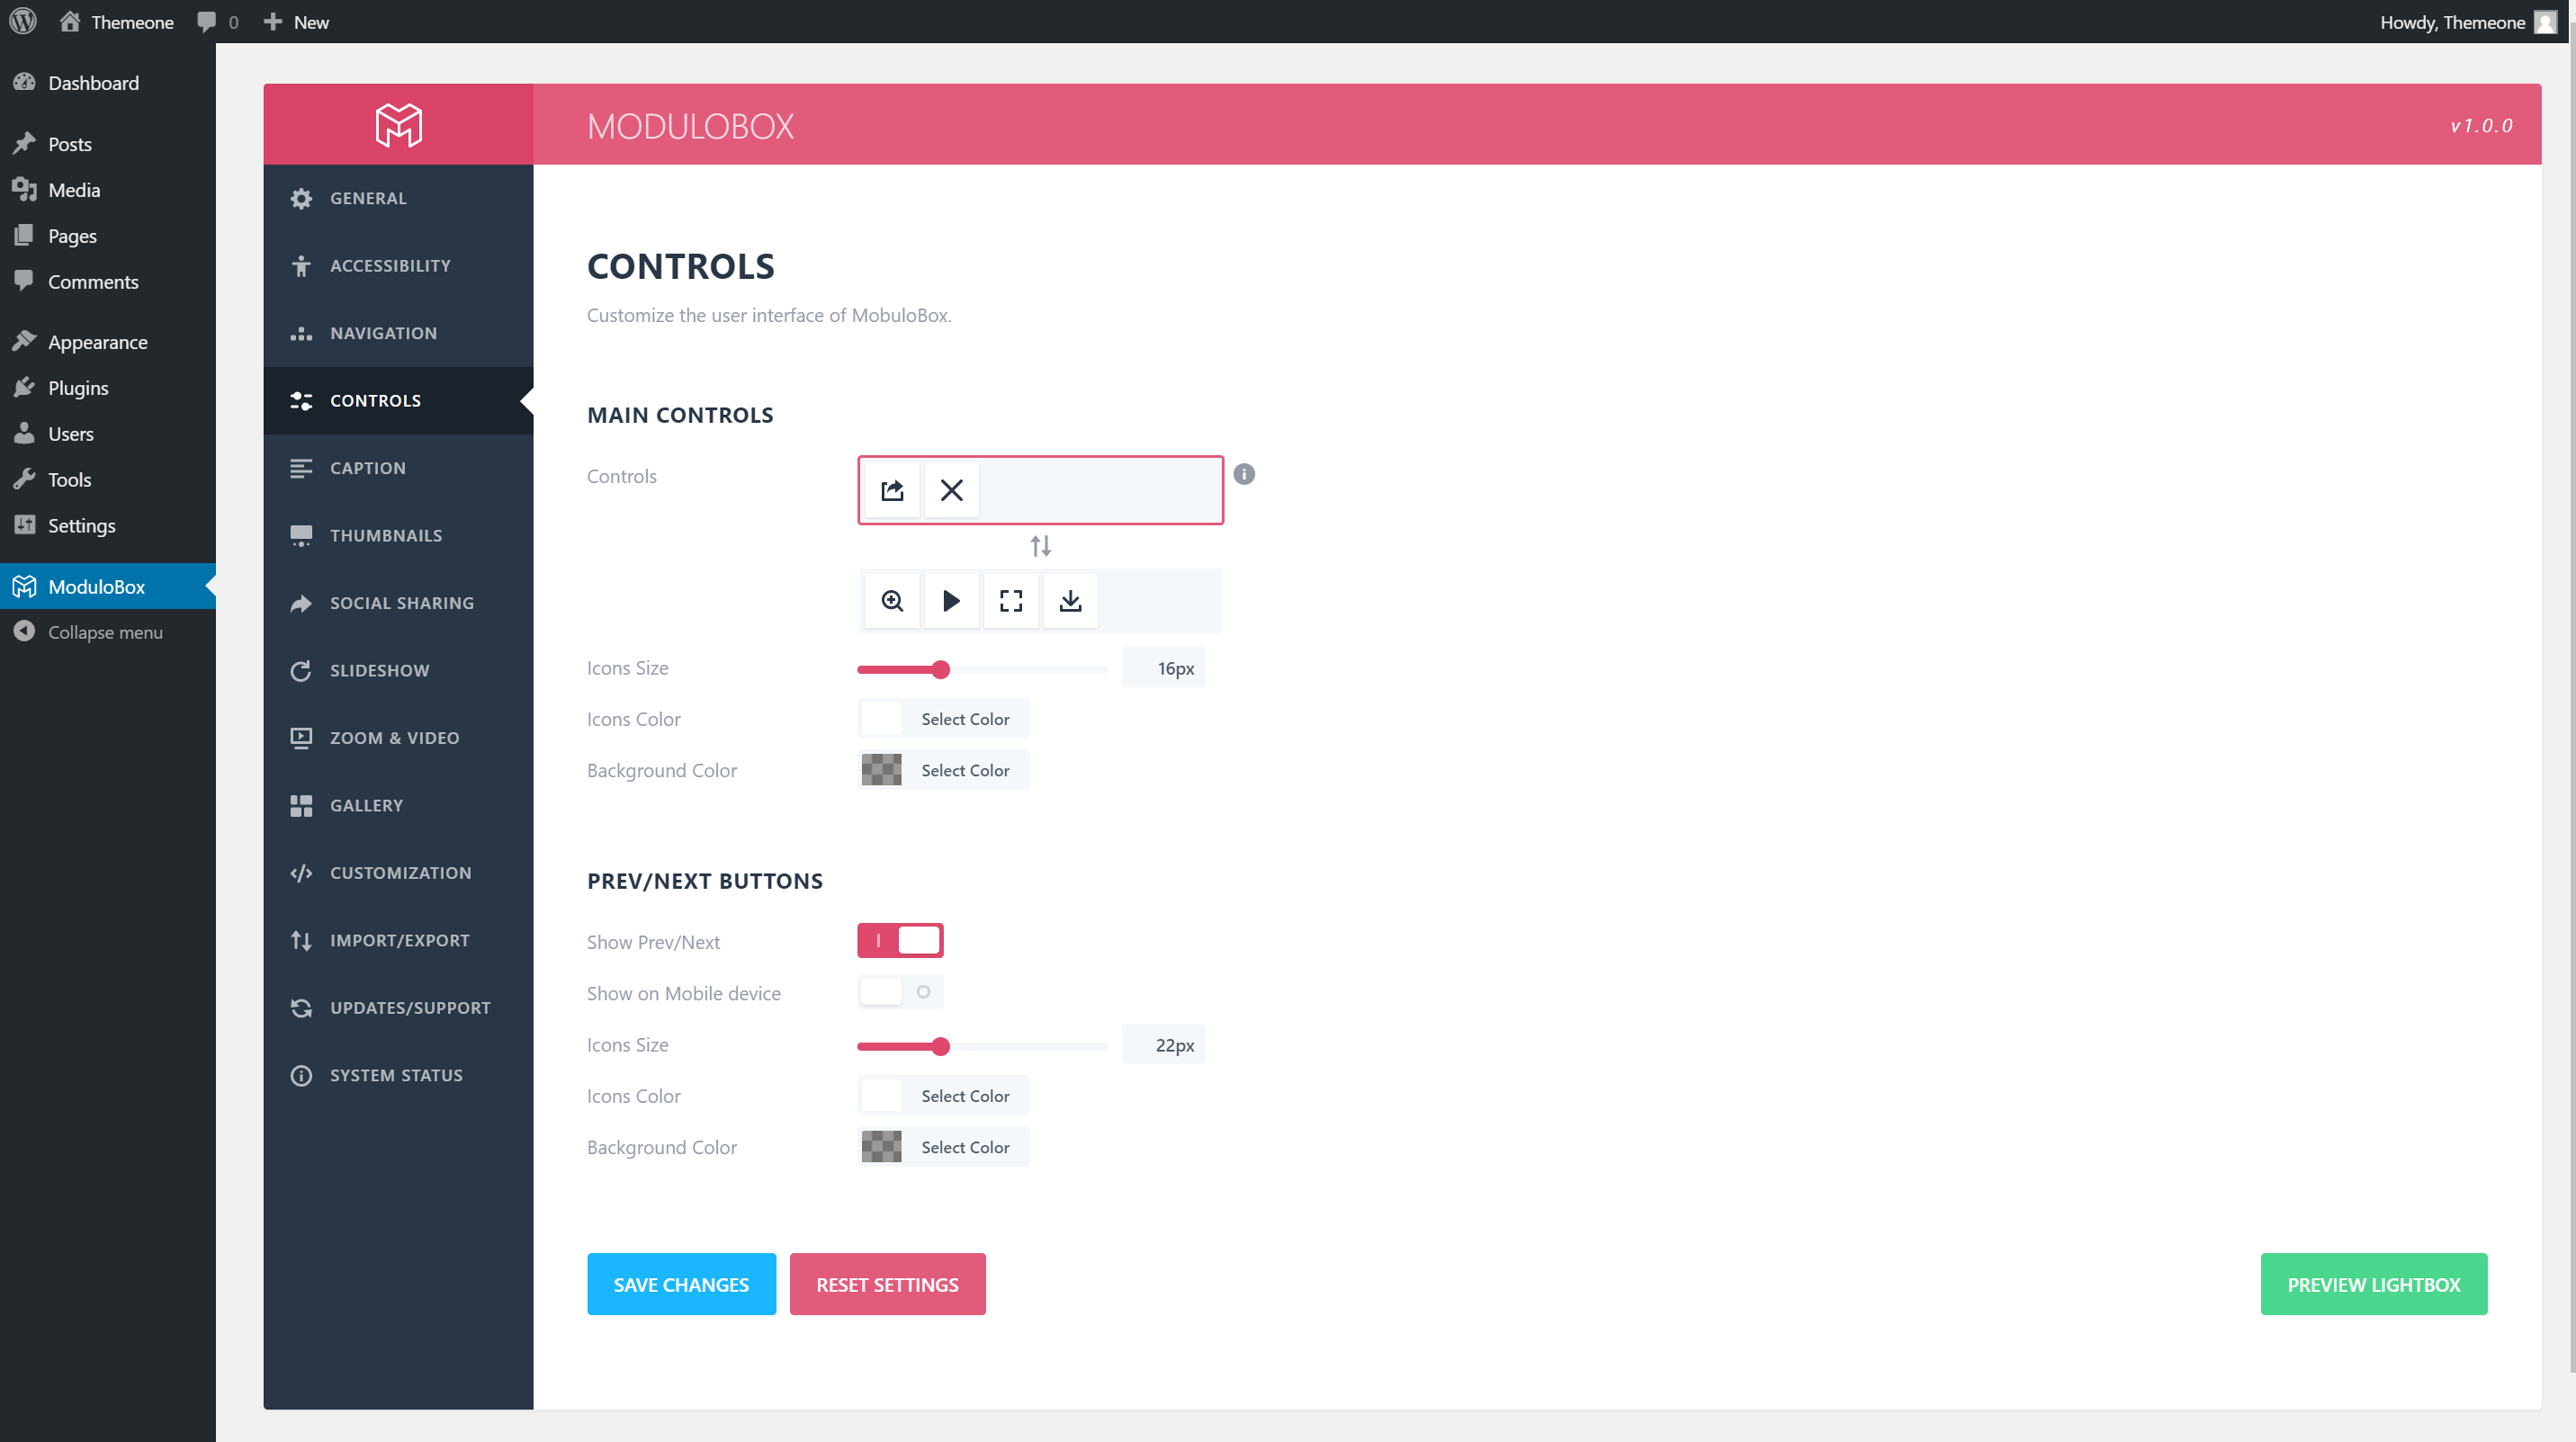 Themeone
0
New
Howdy, Themeone
Dashboard
Posts
Media
Pages
Comments
Appearance
Plugins
Users
Tools
Settings
ModuloBox
Collapse menu
MODULOBOX
v1.0.0
GENERAL
ACCESSIBILITY
NAVIGATION
CONTROLS
CAPTION
THUMBNAILS
SOCIAL SHARING
SLIDESHOW
ZOOM & VIDEO
GALLERY
CUSTOMIZATION
IMPORT/EXPORT
UPDATES/SUPPORT
SYSTEM STATUS
CONTROLS
Customize the user interface of MobuloBox.
MAIN CONTROLS
Controls
Icons Size
16px
Icons Color
Select Color
Background Color
Select Color
PREV/NEXT BUTTONS
Show Prev/Next
Show on Mobile device
Icons Size
22px
Icons Color
Select Color
Background Color
Select Color
SAVE CHANGES
RESET SETTINGS
PREVIEW LIGHTBOX